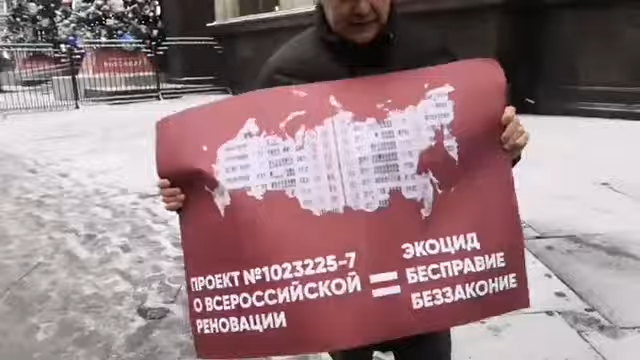 ПРОЕКТ №1023225-7
О ВСЕРОССИЙСКОЙ
РЕНОВАЦИИ
=
ЭКОЦИД
БЕСПРАВИЕ
БЕЗЗАКОНИЕ